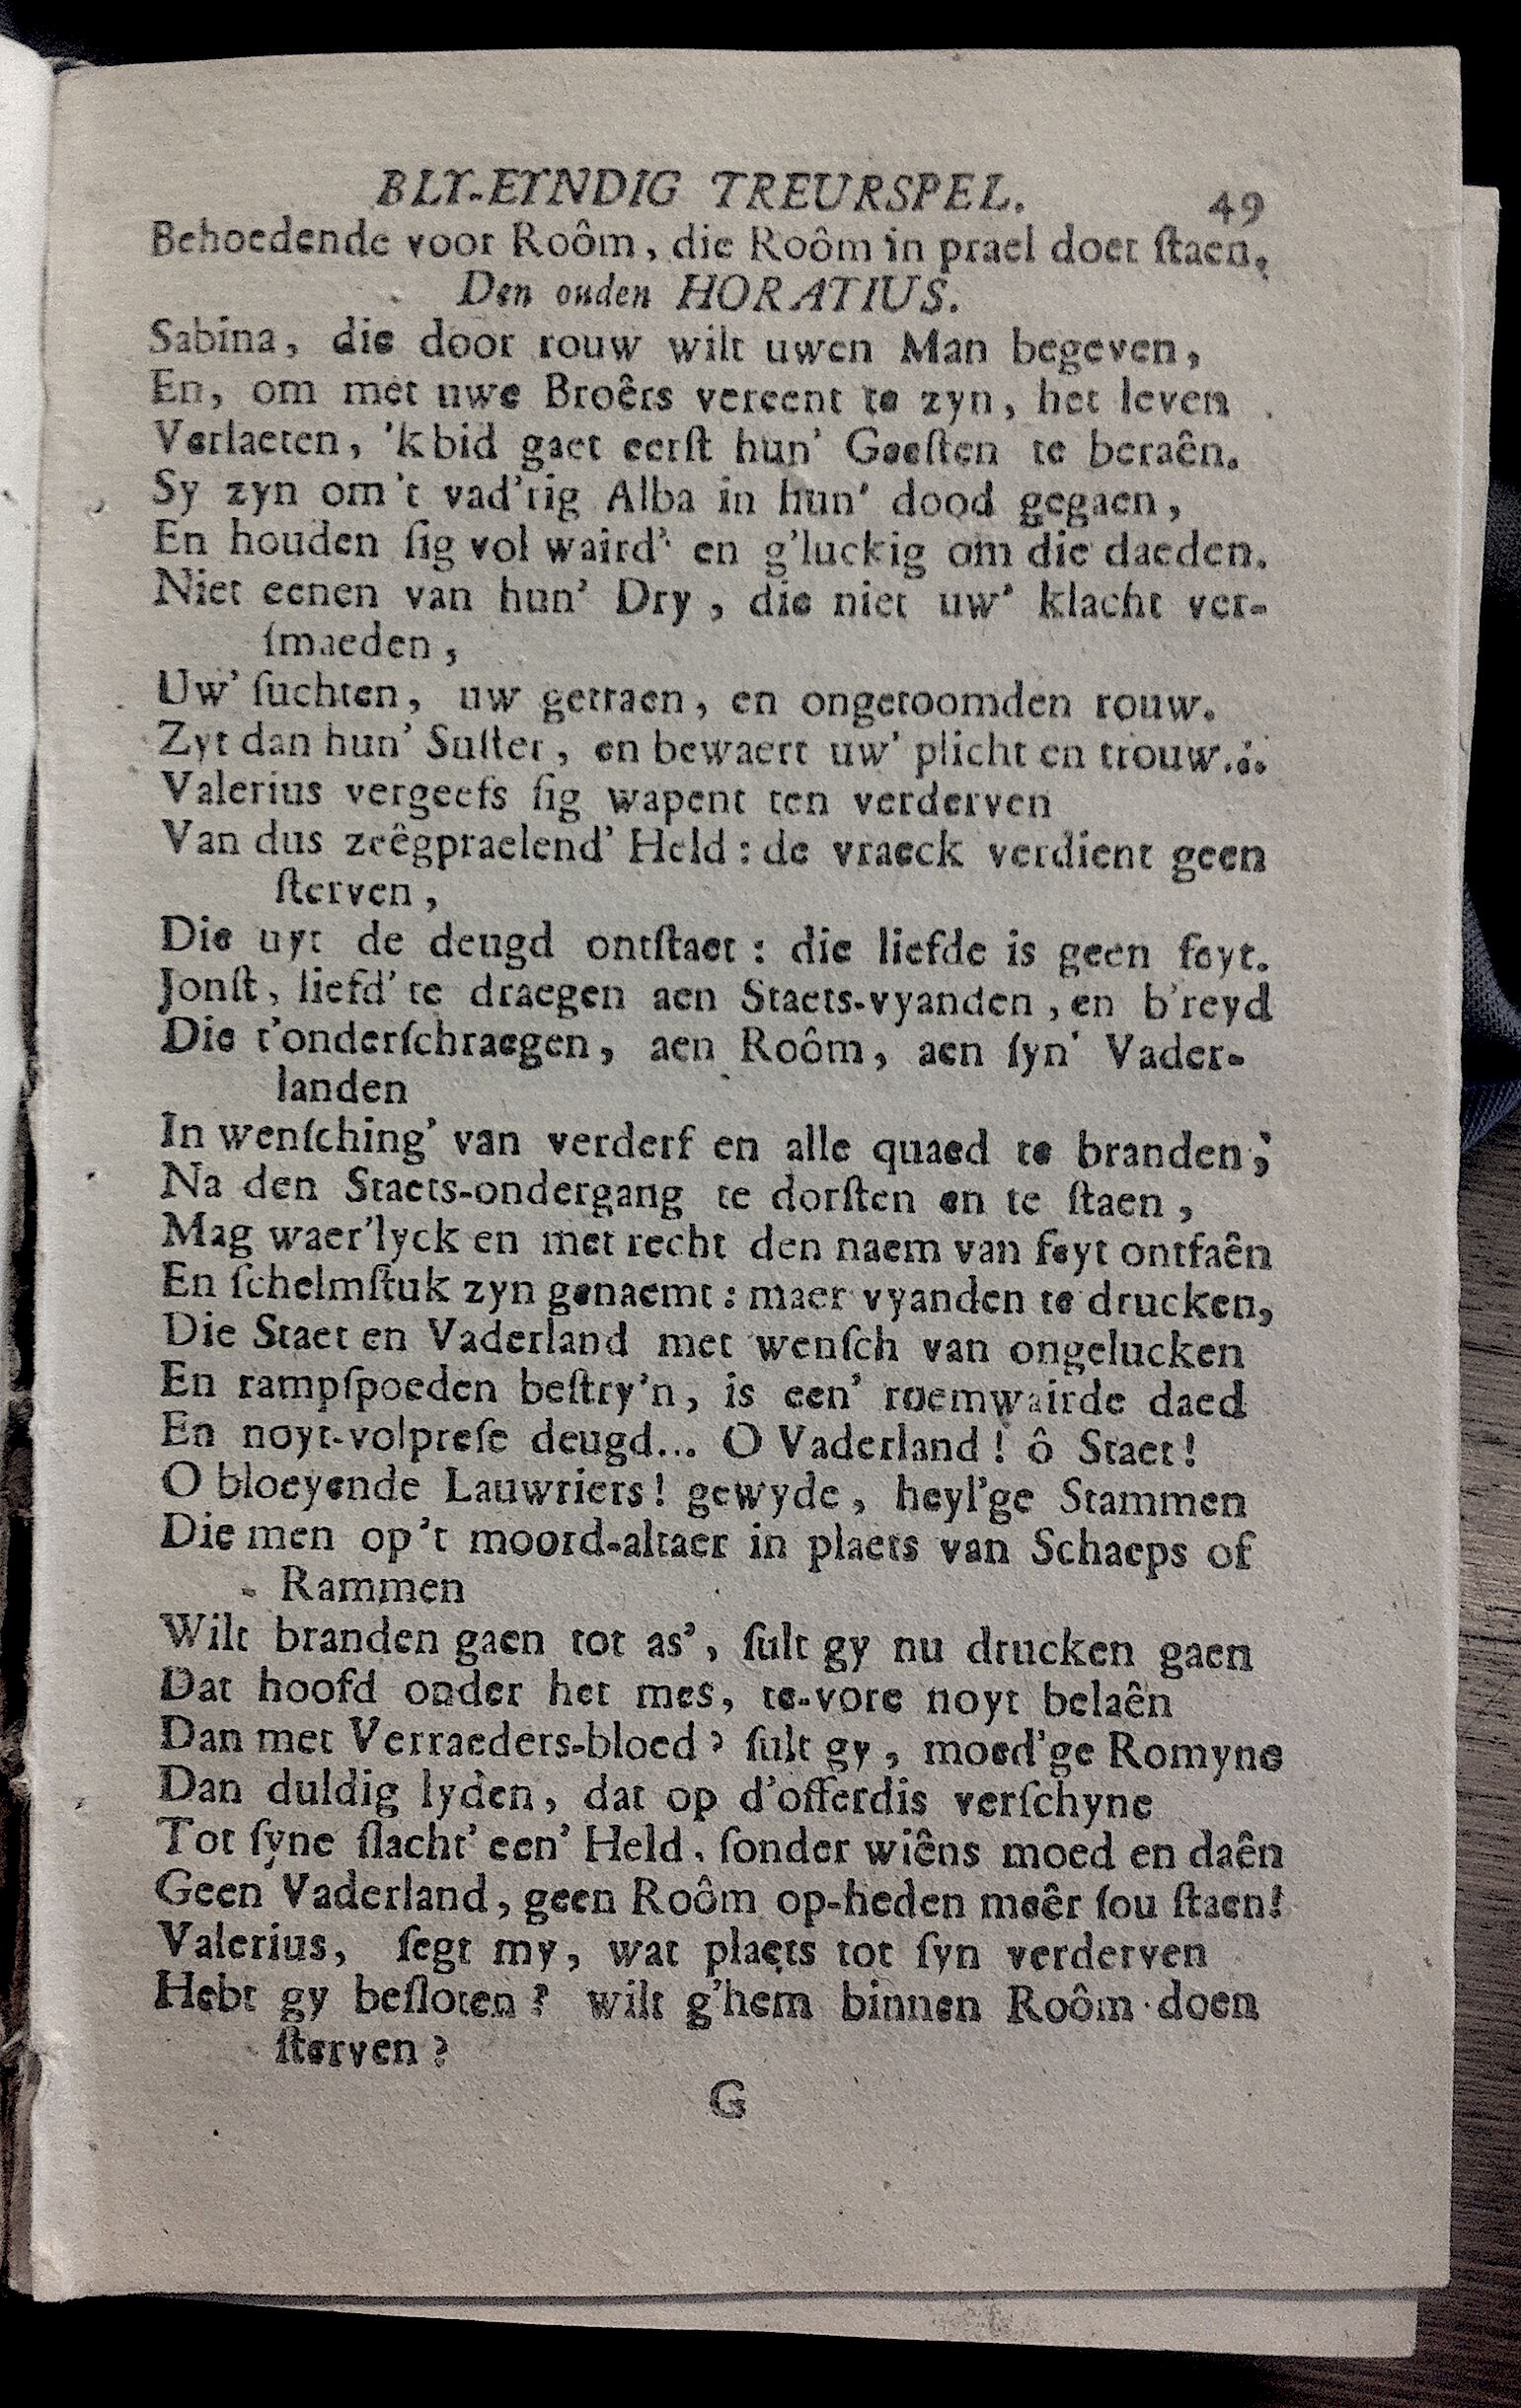 BLY-EYNDIG TREURSPEL. 49
Behoedende voor Roôm, die Roôm in prael doet ſtaen.
Den ouden HORATIUS.
Sabina, die door rouw wilt uwen Man begeven,
En, om met uwe Broêrs vereent te zyn, het leven
Verlaeten, 'k bid gaet eerſt hun' Geeſten te beraên.
Sy zyn om 't vad'rig Alba in hun' dood gegaen,
En houden ſig vol waird' en g'luckig om die daeden.
Niet eenen van hun' Dry, die niet uw' klacht ver-
ſmaeden,
Uw' ſuchten, uw getraen, en ongetoomden rouw.
Zyt dan hun' Suſter, en bewaert uw' plicht en trouw...
Valerius vergeefs ſig wapent ten verderven
Van dus zeêgpraelend' Held: de vraeck verdient geen
ſterven,
Die uyt de deugd ontſtaet: die liefde is geen feyt.
Jonſt, liefd' te draegen aen Staets-vyanden, en b'reyd
Die t'onderſchraegen, aen Roôm, aen ſyn' Vader-
landen
In wenſching' van verderf en alle quaed te branden;
Na den Staets-ondergang te dorſten en te ſtaen,
Mag waer'lyck en met recht den naem van feyt ontfaên
En ſchelmſtuk zyn genaemt: maer vyanden te drucken,
Die Staet en Vaderland met wenſch van ongelucken
En rampſpoeden beſtry'n, is een' roemwairde daed
En noyt-volpreſe deugd... O Vaderland! ô Staet!
O bloeyende Lauwriers! gewyde, heyl'ge Stammen
Die men op 't moord-altaer in plaets van Schaeps of
Rammen
Wilt branden gaen tot as', ſult gy nu drucken gaen
Dat hoofd onder het mes, te-vore noyt belaên
Dan met Verraeders-bloed? ſult gy, moed'ge Romyne
Dan duldig lyden, dat op d'offerdis verſchyne
Tot ſyne ſlacht' een' Held, ſonder wiêns moed en daên
Geen Vaderland, geen Roôm op-heden meêr ſou ſtaen!
Valerius, ſegt my, wat plaets tot ſyn verderven
Hebt gy beſloten? wilt g'hem binnen Roôm doen
ſterven?
G